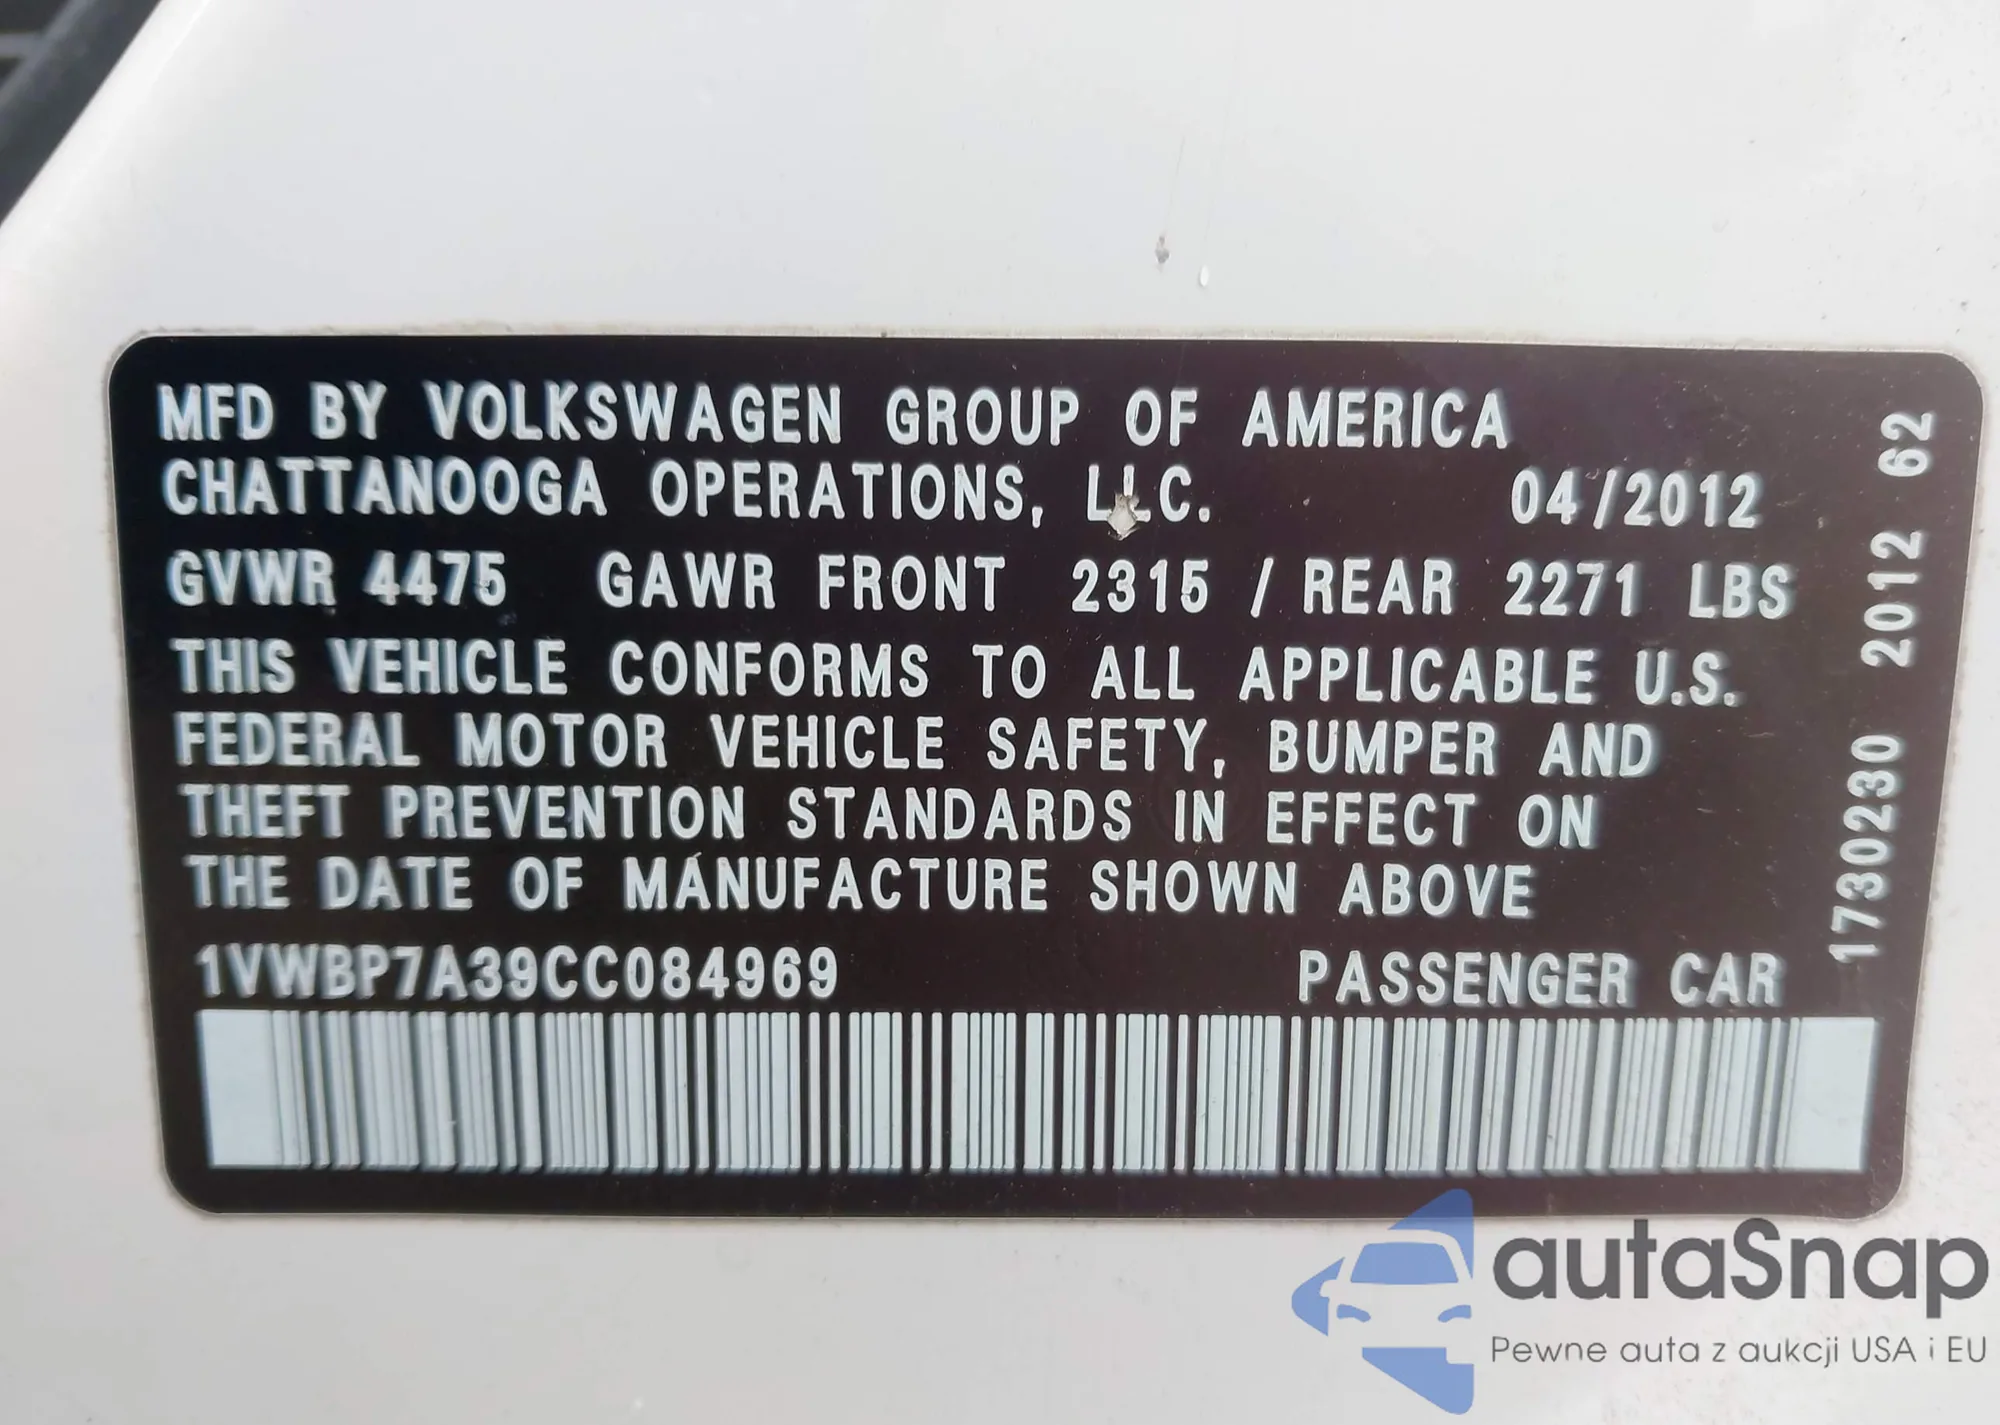 MFD BY VOLKSWAGEN GROUP OF AMERICA
CHATTANOOGA OPERATIONS, LLC. 04/2012
GVWR 4475 GAWR FRONT 2315 / REAR 2271 LBS
THIS VEHICLE CONFORMS TO ALL APPLICABLE U.S.
FEDERAL MOTOR VEHICLE SAFETY, BUMPER AND
THEFT PREVENTION STANDARDS IN EFFECT ON
THE DATE OF MANUFACTURE SHOWN ABOVE
1VWBP7A39CC084969 PASSENGER CAR
1730230 2012 62
autaSnap
Pewne auta z aukcji USA i EU